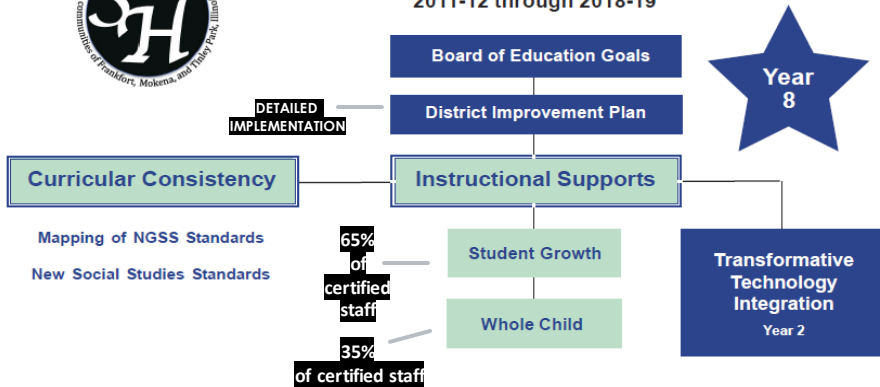 SH
communities of Frankfort, Mokena, and Tinley Park, Illinois
2011-12 through 2018-19
Board of Education Goals
Year
8
DETAILED
IMPLEMENTATION
District Improvement Plan
Curricular Consistency
Instructional Supports
Mapping of NGSS Standards
New Social Studies Standards
65%
of
certified
staff
Student Growth
Transformative
Technology
Integration
Year 2
Whole Child
35%
of certified staff